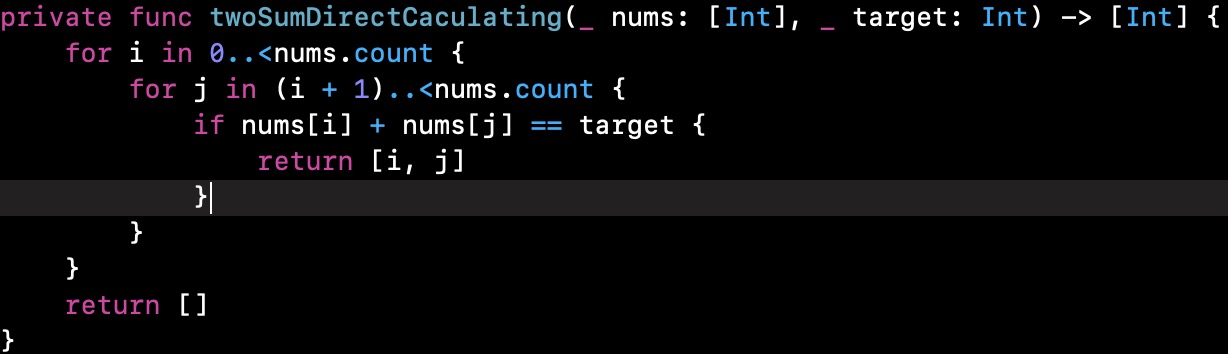 private func twoSumDirectCaculating(_ nums: [Int], _ target: Int) -> [Int] {
    for i in 0..<nums.count {
        for j in (i + 1)..<nums.count {
            if nums[i] + nums[j] == target {
                return [i, j]
            }
        }
    }
    return []
}